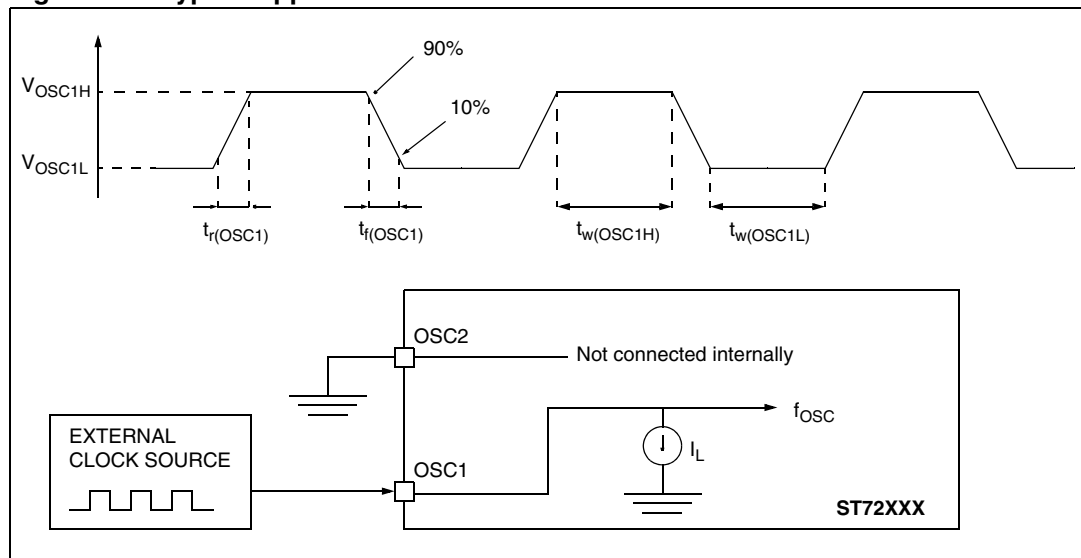 90%
V_OSC1H
10%
V_OSC1L
t_r(OSC1)
t_f(OSC1)
t_w(OSC1H)
t_w(OSC1L)
OSC2
Not connected internally
f_OSC
EXTERNAL
CLOCK SOURCE
I_L
OSC1
ST72XXX